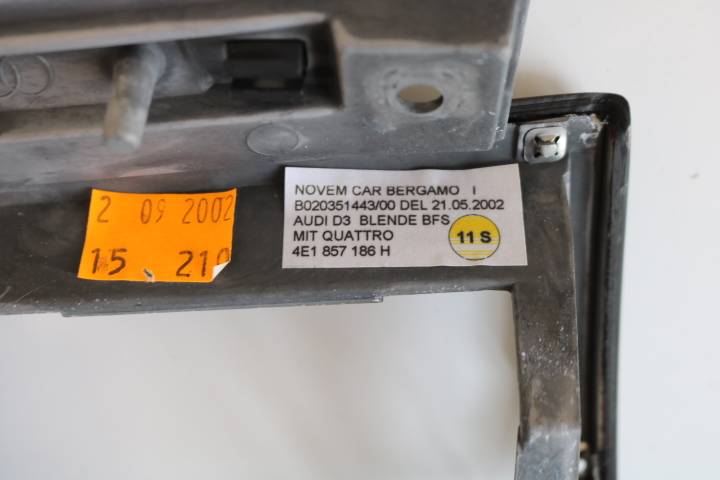 2 09 2002
15 210
NOVEM CAR BERGAMO I
B020351443/00 DEL 21.05.2002
AUDI D3 BLENDE BFS
MIT QUATTRO
4E1 857 186 H
11 S